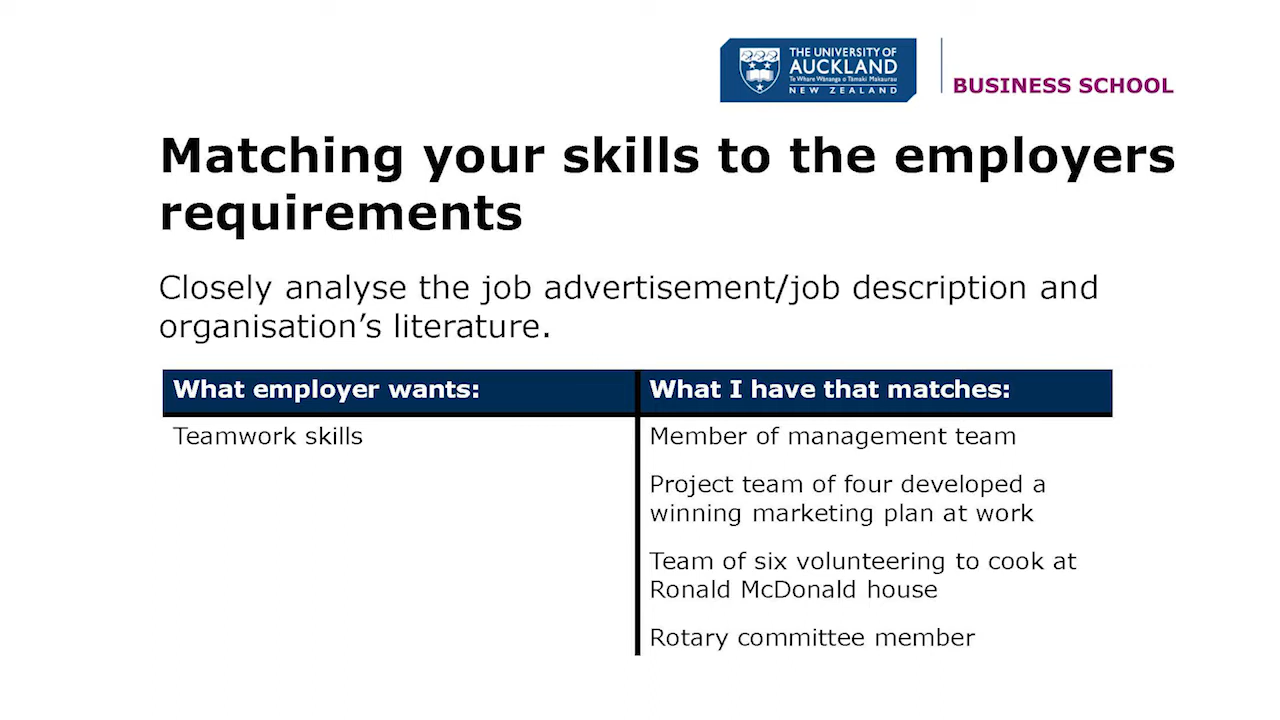 THE UNIVERSITY OF
AUCKLAND
Te Whare Wānanga o Tāmaki Makaurau
NEW ZEALAND
BUSINESS SCHOOL
Matching your skills to the employers
requirements
Closely analyse the job advertisement/job description and
organisation’s literature.
What employer wants:
What I have that matches:
Teamwork skills
Member of management team
Project team of four developed a
winning marketing plan at work
Team of six volunteering to cook at
Ronald McDonald house
Rotary committee member